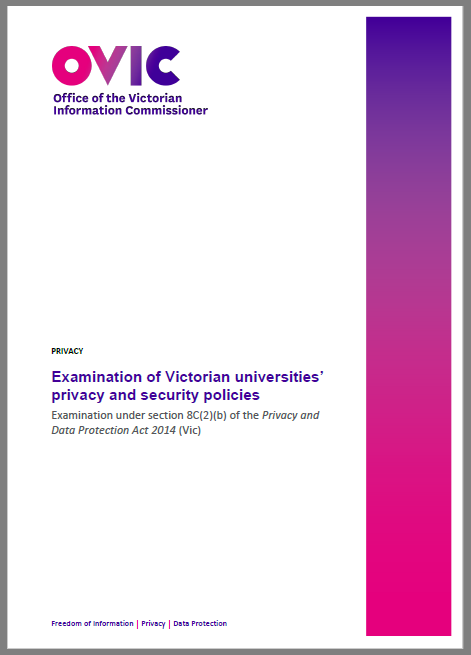 OVIC
Office of the Victorian
Information Commissioner
PRIVACY
Examination of Victorian universities’
privacy and security policies
Examination under section 8C(2)(b) of the Privacy and
Data Protection Act 2014 (Vic)
Freedom of Information | Privacy | Data Protection